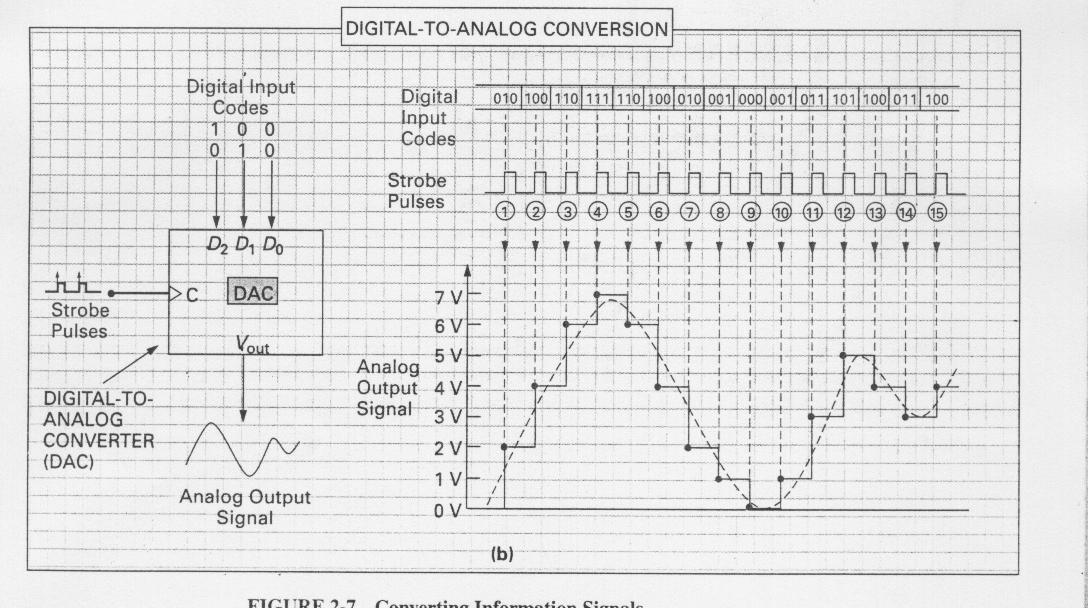 DIGITAL-TO-ANALOG CONVERSION
Digital Input
Codes
1 0 0
0 1 0
D2 D1 D0
C
DAC
Strobe
Pulses
Vout
DIGITAL-TO-
ANALOG
CONVERTER
(DAC)
Analog Output
Signal
Digital
Input
Codes
010 100 110 111 110 100 010 001 000 001 011 101 100 011 100
Strobe
Pulses
1 2 3 4 5 6 7 8 9 10 11 12 13 14 15
Analog
Output
Signal
7 V
6 V
5 V
4 V
3 V
2 V
1 V
0 V
(b)
FIGURE 2-7 Converting Information Signals